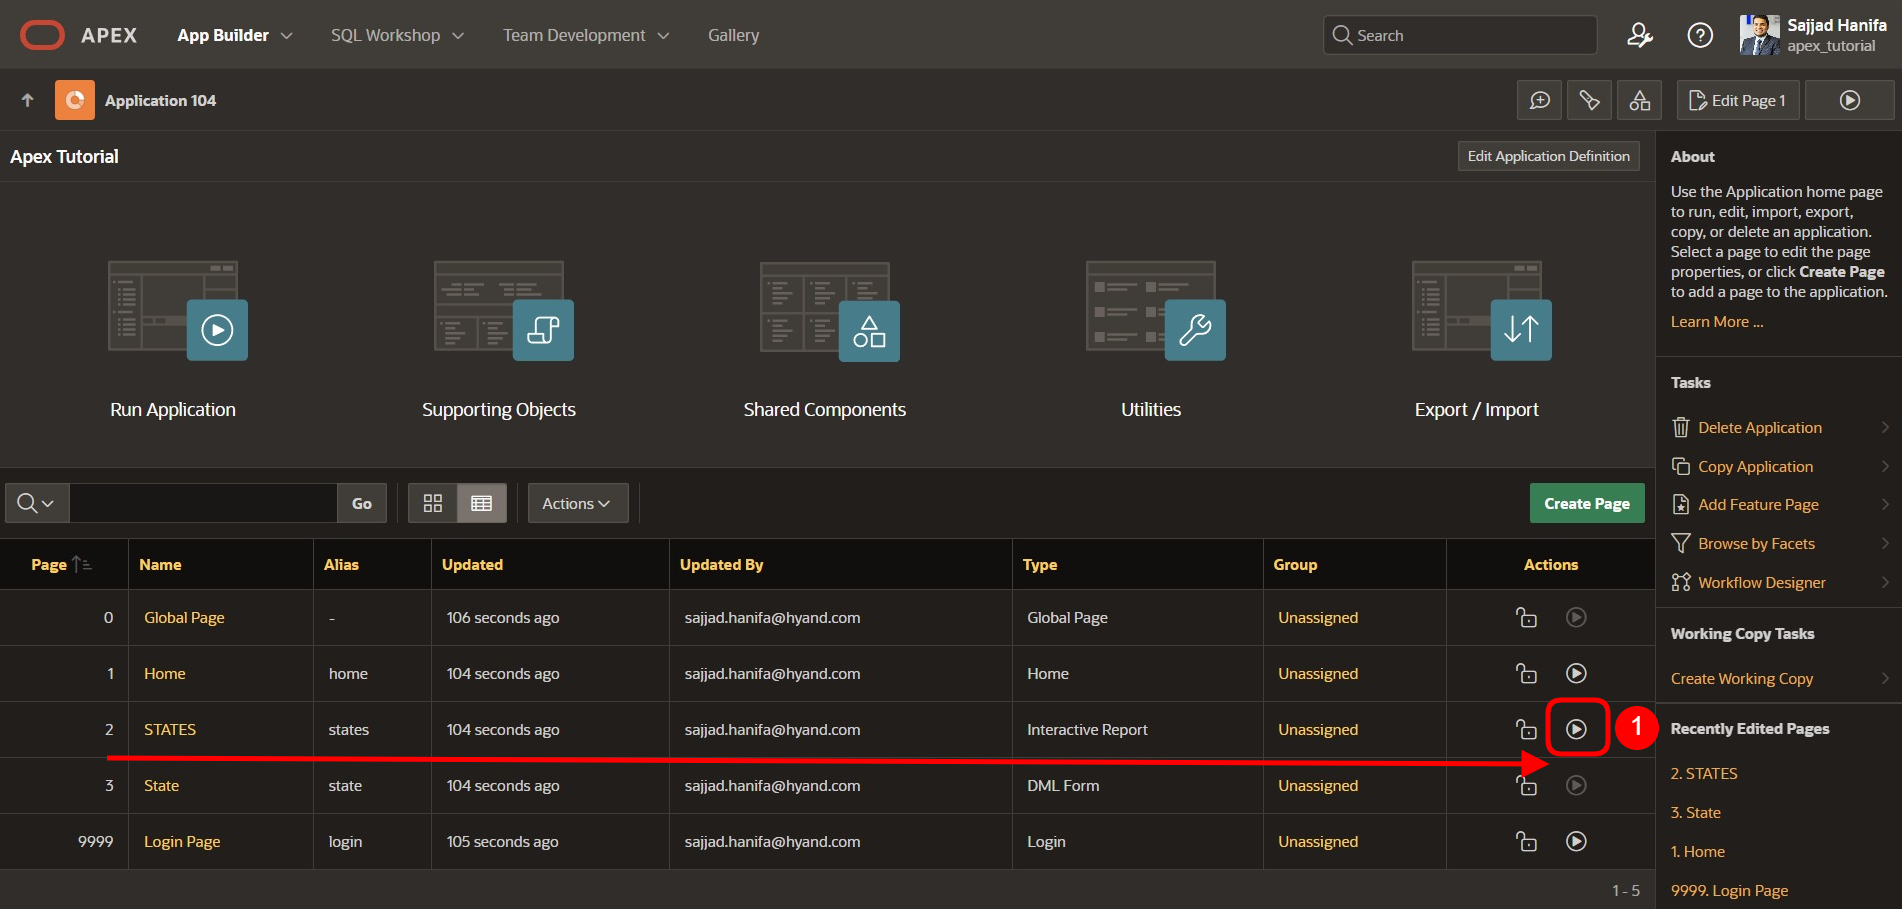 APEX App Builder SQL Workshop Team Development Gallery Search Sajjad Hanifa
apex_tutorial
Application 104 Edit Page 1
Apex Tutorial Edit Application Definition
Run Application Supporting Objects Shared Components Utilities Export / Import
Go Actions Create Page
Page Name Alias Updated Updated By Type Group Actions
0 Global Page - 106 seconds ago sajjad.hanifa@hyand.com Global Page Unassigned
1 Home home 104 seconds ago sajjad.hanifa@hyand.com Home Unassigned
2 STATES states 104 seconds ago sajjad.hanifa@hyand.com Interactive Report Unassigned 1
3 State state 104 seconds ago sajjad.hanifa@hyand.com DML Form Unassigned
9999 Login Page login 105 seconds ago sajjad.hanifa@hyand.com Login Unassigned
1 - 5
About
Use the Application home page
to run, edit, import, export,
copy, or delete an application.
Select a page to edit the page
properties, or click Create Page
to add a page to the application.
Learn More ...
Tasks
Delete Application
Copy Application
Add Feature Page
Browse by Facets
Workflow Designer
Working Copy Tasks
Create Working Copy
Recently Edited Pages
2. STATES
3. State
1. Home
9999. Login Page